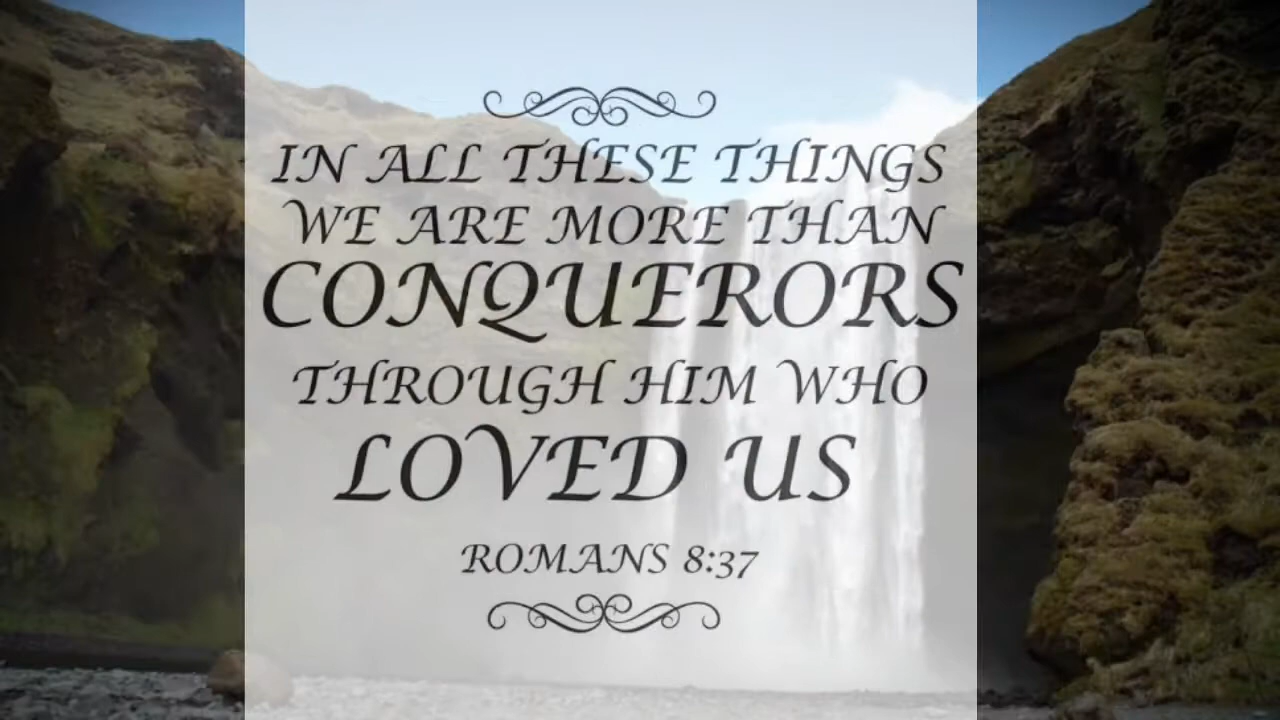 IN ALL THESE THINGS
WE ARE MORE THAN
CONQUERORS
THROUGH HIM WHO
LOVED US
ROMANS 8:37